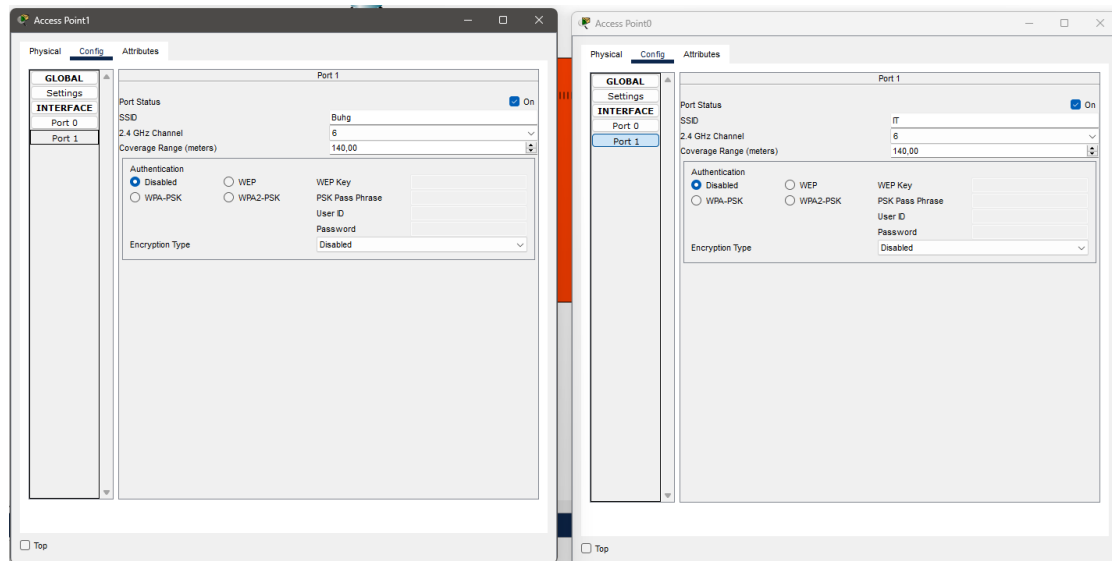 Access Point1
Physical Config Attributes
GLOBAL
Settings
INTERFACE
Port 0
Port 1
Port 1
Port Status On
SSID Buhg
2.4 GHz Channel 6
Coverage Range (meters) 140,00
Authentication
Disabled WEP WEP Key
WPA-PSK WPA2-PSK PSK Pass Phrase
User ID
Password
Encryption Type Disabled
Top
Access Point0
Physical Config Attributes
GLOBAL
Settings
INTERFACE
Port 0
Port 1
Port 1
Port Status On
SSID IT
2.4 GHz Channel 6
Coverage Range (meters) 140,00
Authentication
Disabled WEP WEP Key
WPA-PSK WPA2-PSK PSK Pass Phrase
User ID
Password
Encryption Type Disabled
Top